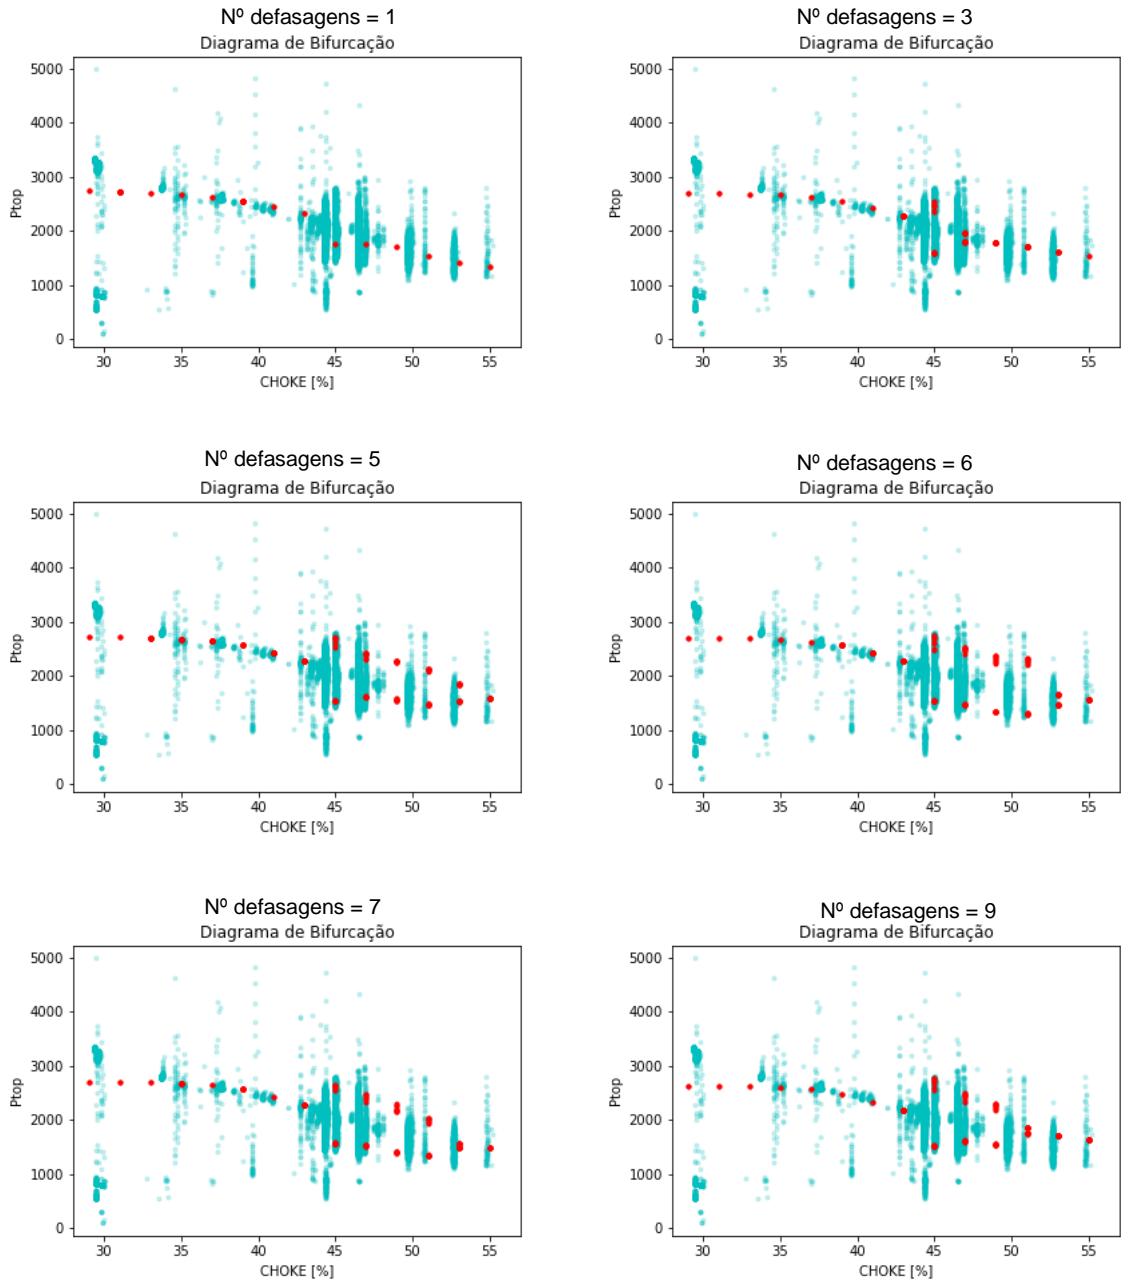 Nº defasagens = 1
Diagrama de Bifurcação
5000
4000
3000
2000
1000
0
Ptop
30 35 40 45 50 55
CHOKE [%]
Nº defasagens = 3
Diagrama de Bifurcação
5000
4000
3000
2000
1000
0
Ptop
30 35 40 45 50 55
CHOKE [%]
Nº defasagens = 5
Diagrama de Bifurcação
5000
4000
3000
2000
1000
0
Ptop
30 35 40 45 50 55
CHOKE [%]
Nº defasagens = 6
Diagrama de Bifurcação
5000
4000
3000
2000
1000
0
Ptop
30 35 40 45 50 55
CHOKE [%]
Nº defasagens = 7
Diagrama de Bifurcação
5000
4000
3000
2000
1000
0
Ptop
30 35 40 45 50 55
CHOKE [%]
Nº defasagens = 9
Diagrama de Bifurcação
5000
4000
3000
2000
1000
0
Ptop
30 35 40 45 50 55
CHOKE [%]